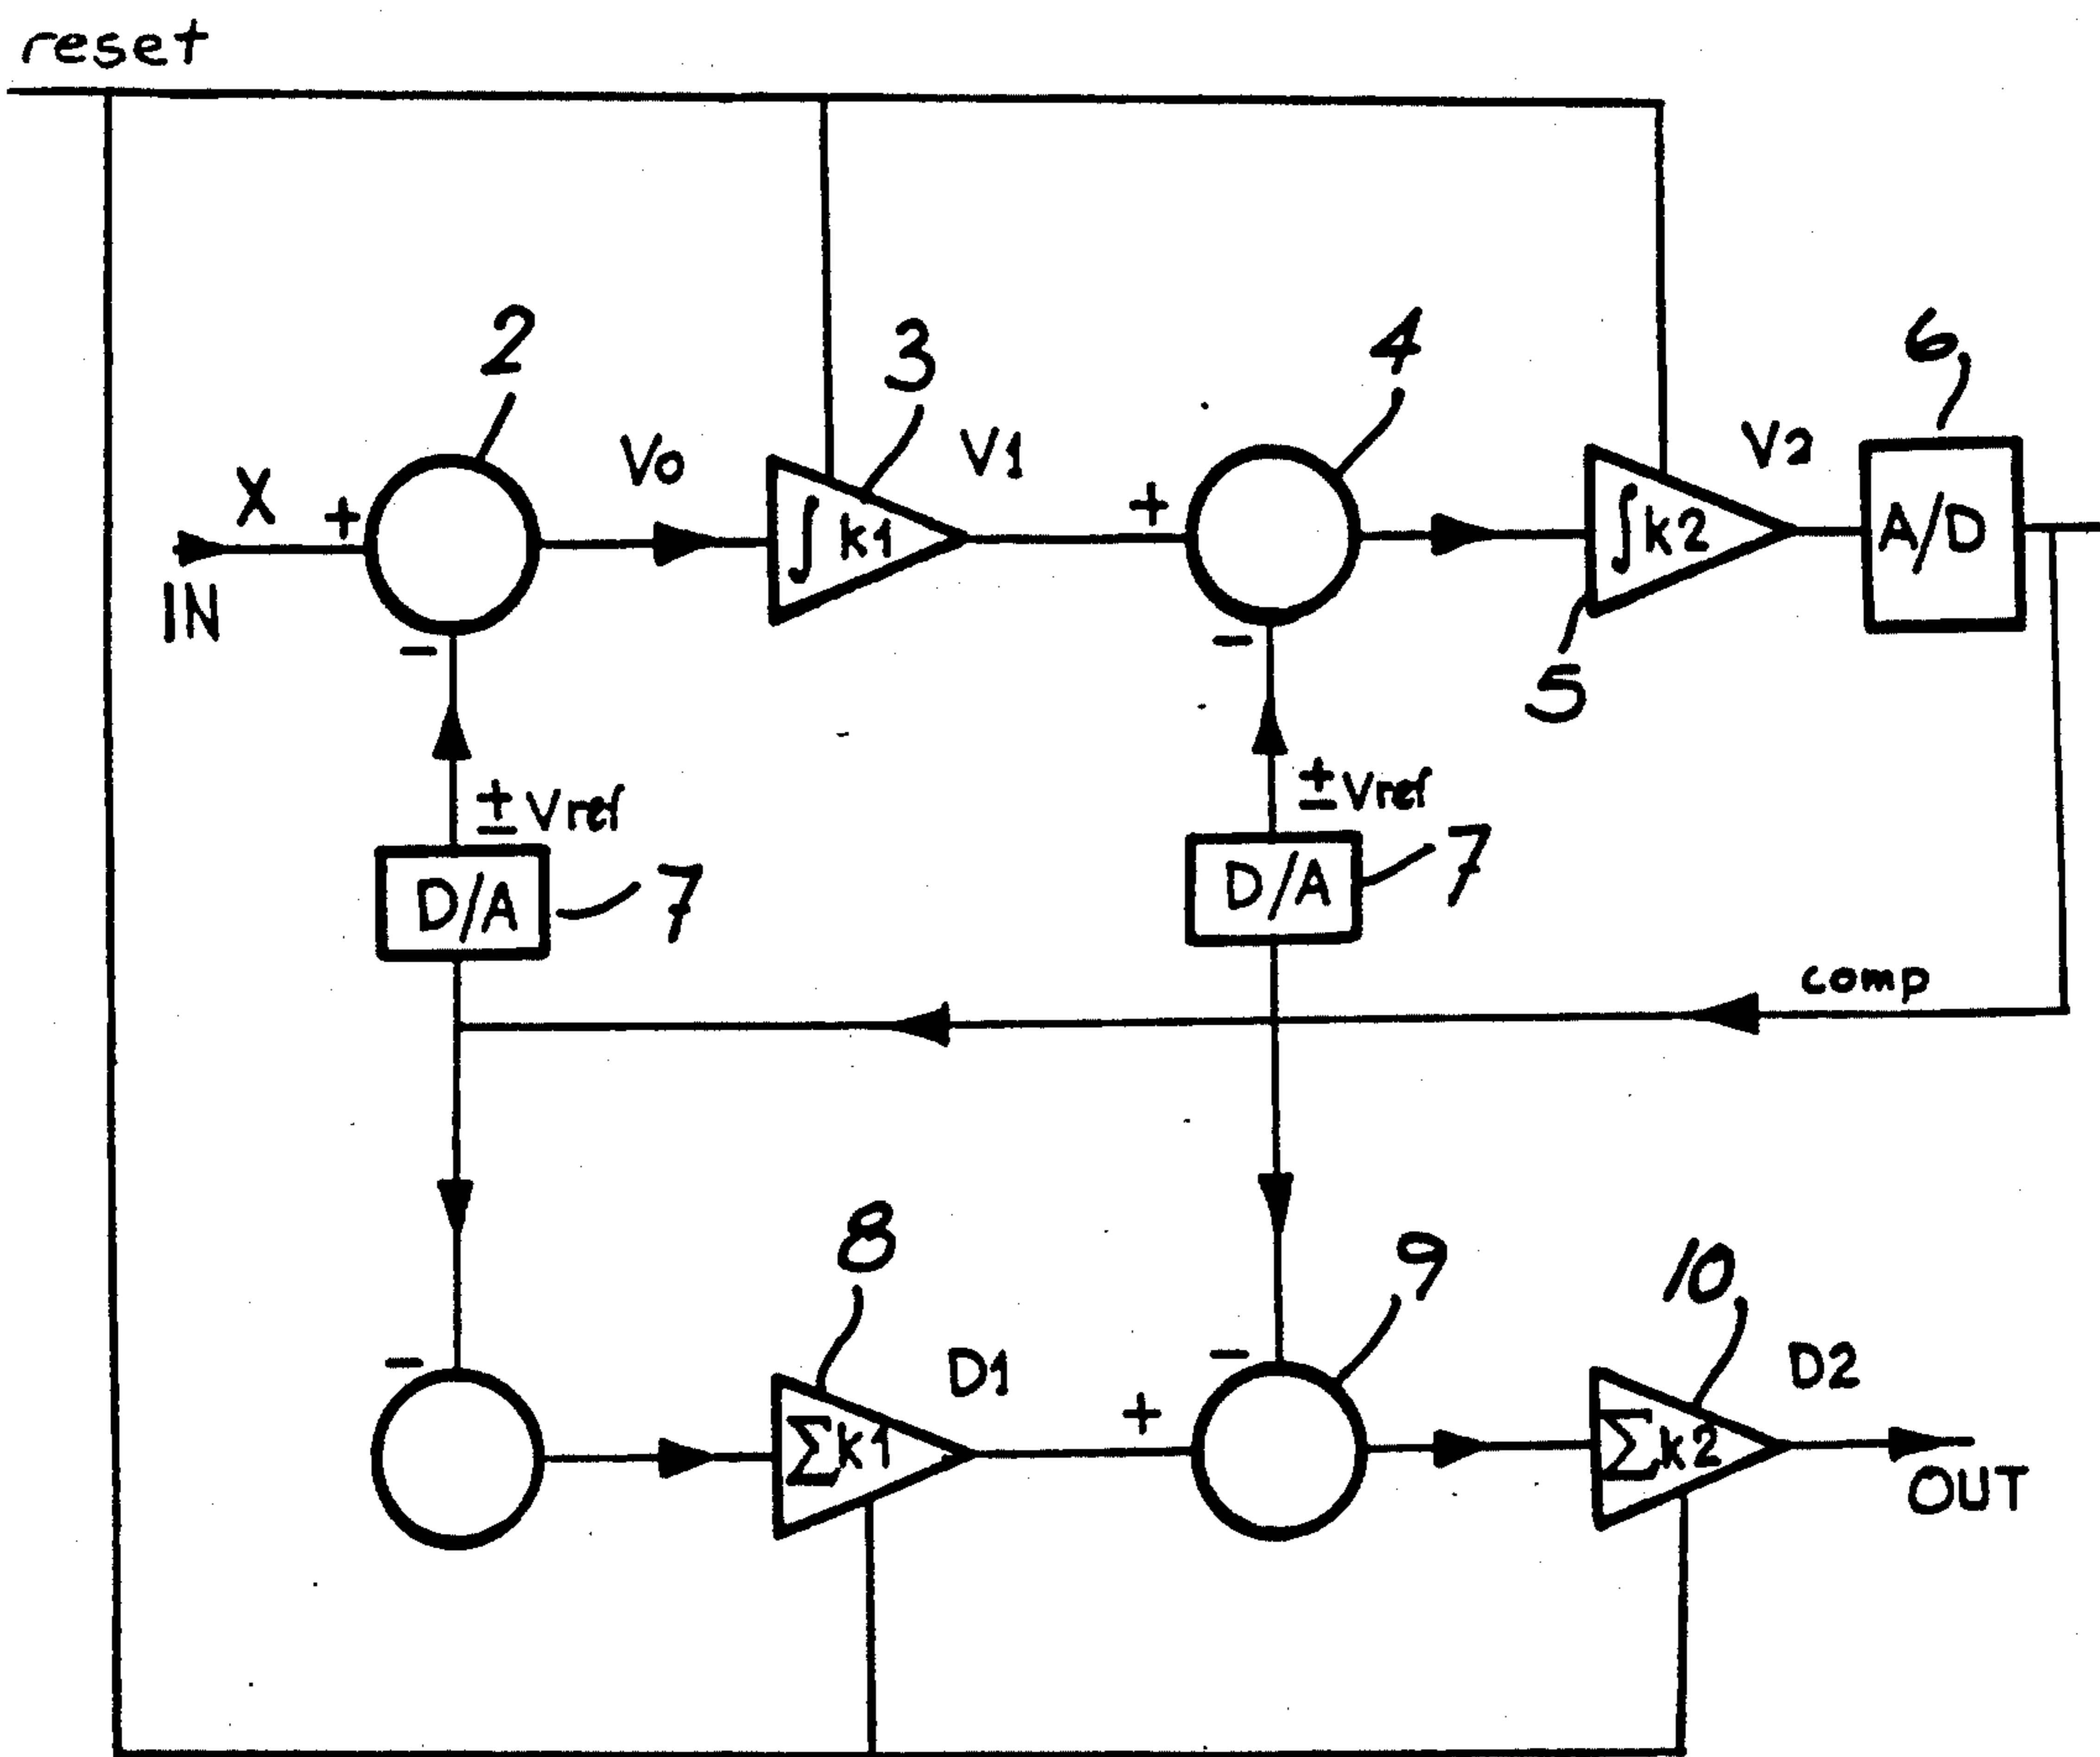 reset
2
3
4
6
X
+
Vo
V1
+
V2
∫k1
∫k2
A/D
IN
−
−
5
±Vref
±Vref
D/A
7
D/A
7
comp
8
9
10
−
D1
−
D2
+
Σk1
Σk2
OUT